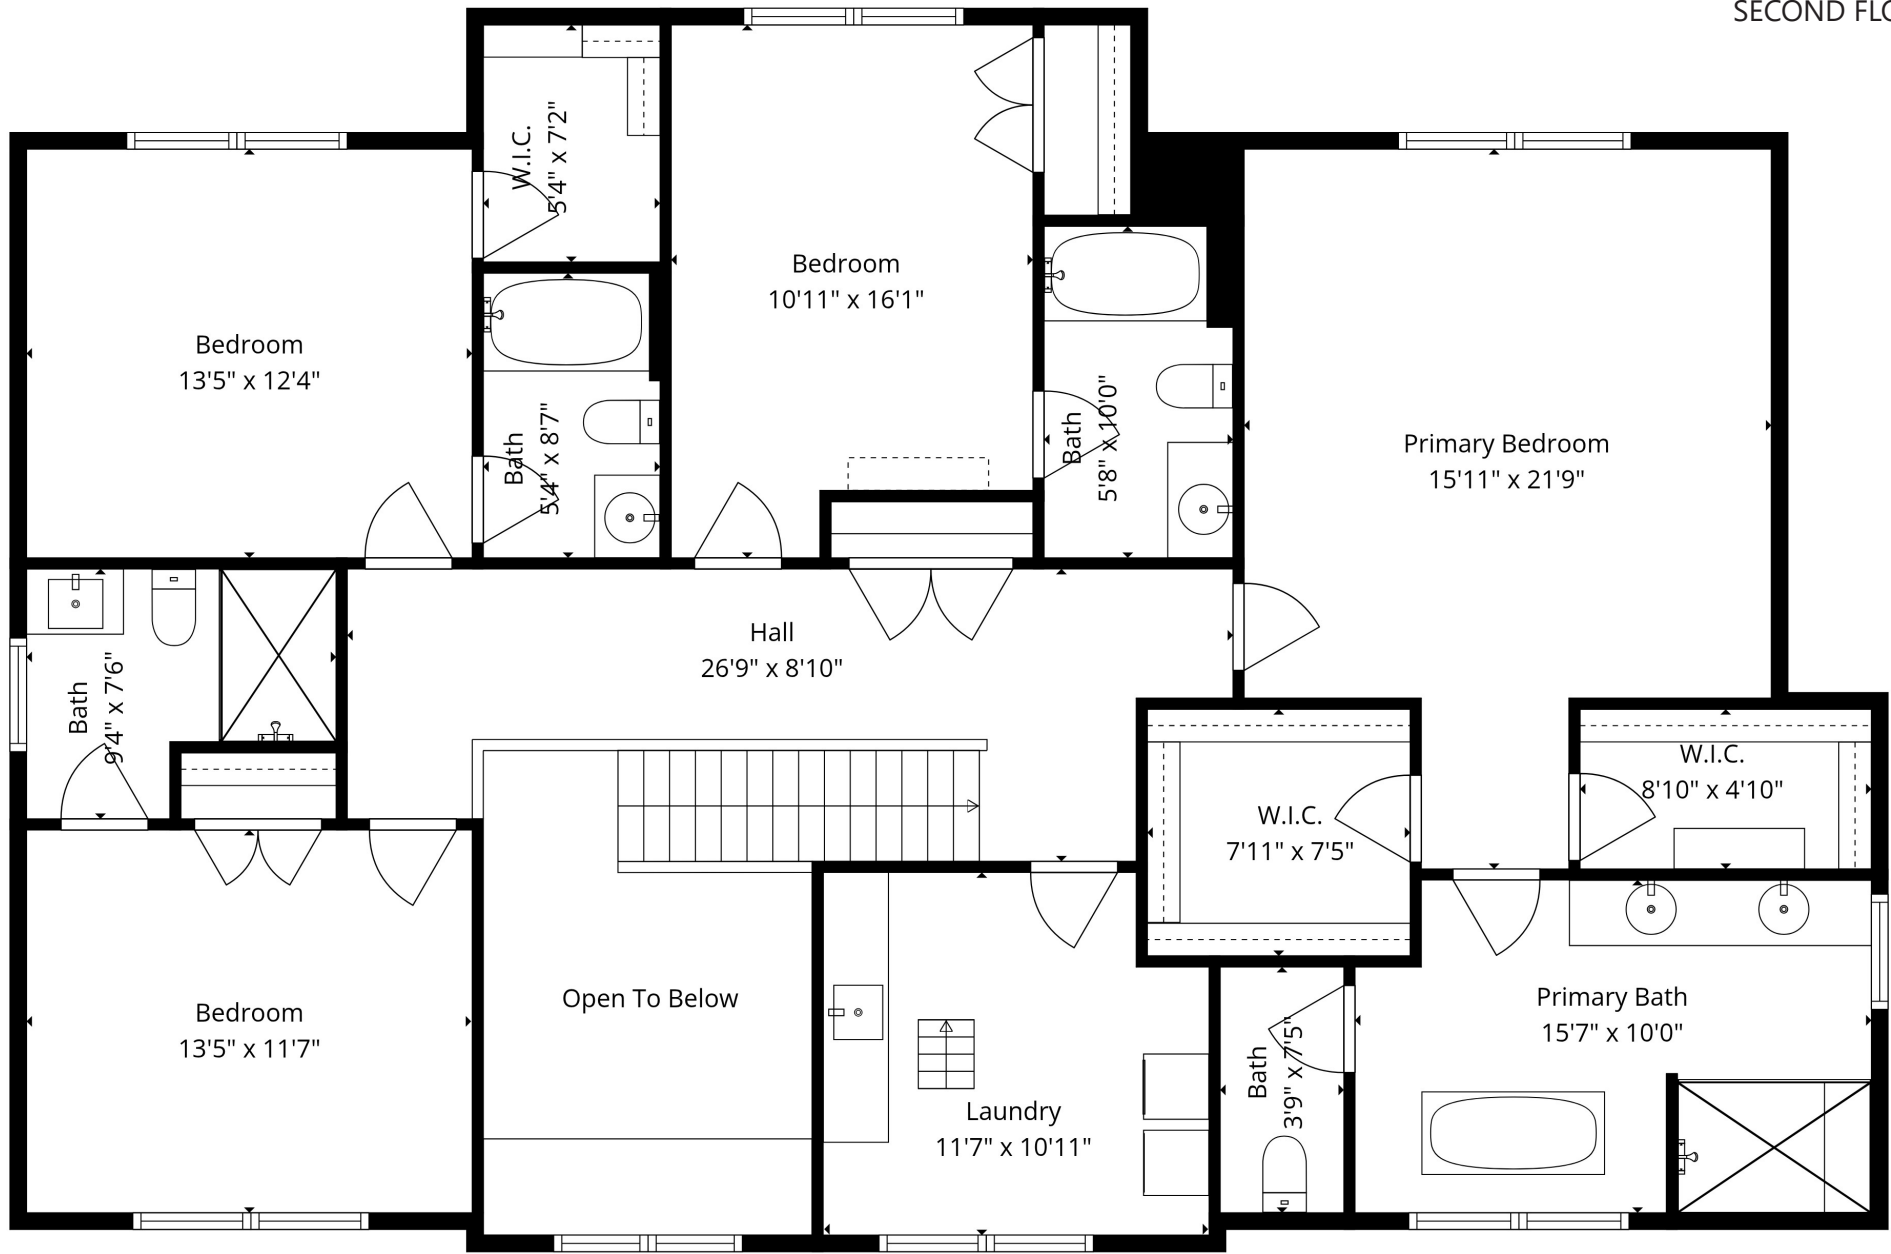 SECOND FLO
W.I.C.
5'4" x 7'2"
Bedroom
10'11" x 16'1"
Bedroom
13'5" x 12'4"
Bath
5'4" x 8'7"
Bath
5'8" x 10'0"
Primary Bedroom
15'11" x 21'9"
Hall
26'9" x 8'10"
Bath
9'4" x 7'6"
W.I.C.
8'10" x 4'10"
W.I.C.
7'11" x 7'5"
Open To Below
Bedroom
13'5" x 11'7"
Primary Bath
15'7" x 10'0"
Bath
3'9" x 7'5"
Laundry
11'7" x 10'11"